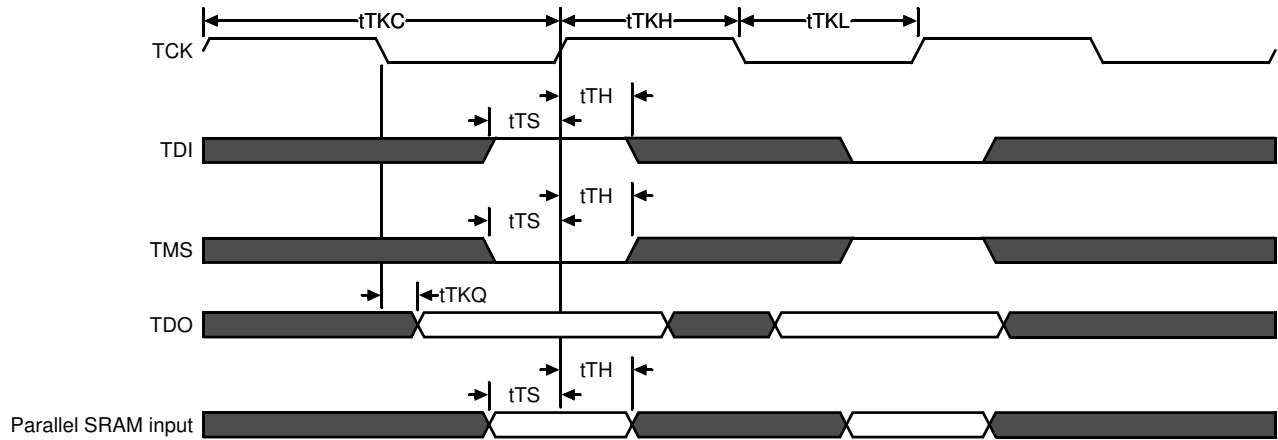 tTKC tTKH tTKL
TCK
tTH
tTS
TDI
tTH
tTS
TMS
tTKQ
TDO
tTH
tTS
Parallel SRAM input